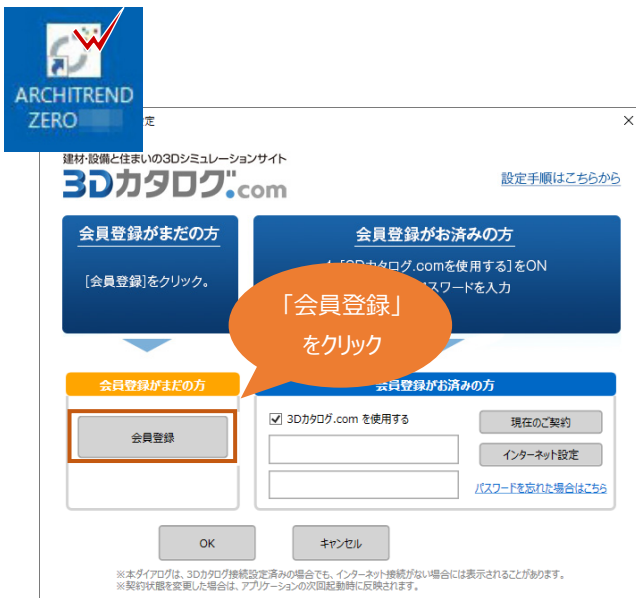 ARCHITREND
ZERO
定
×
建材・設備と住まいの3Dシミュレーションサイト
3Dカタログ.com
設定手順はこちらから
会員登録がまだの方
[会員登録]をクリック。
会員登録がお済みの方
カタログ.comを使用する]をON
スワードを入力
「会員登録」
をクリック
会員登録がまだの方
会員登録
会員登録がお済みの方
3Dカタログ.com を使用する
現在のご契約
インターネット設定
パスワードを忘れた場合はこちら
OK
キャンセル
※本ダイアログは、3Dカタログ接続設定済みの場合でも、インターネット接続がない場合には表示されることがあります。
※契約状態を変更した場合は、アプリケーションの次回起動時に反映されます。